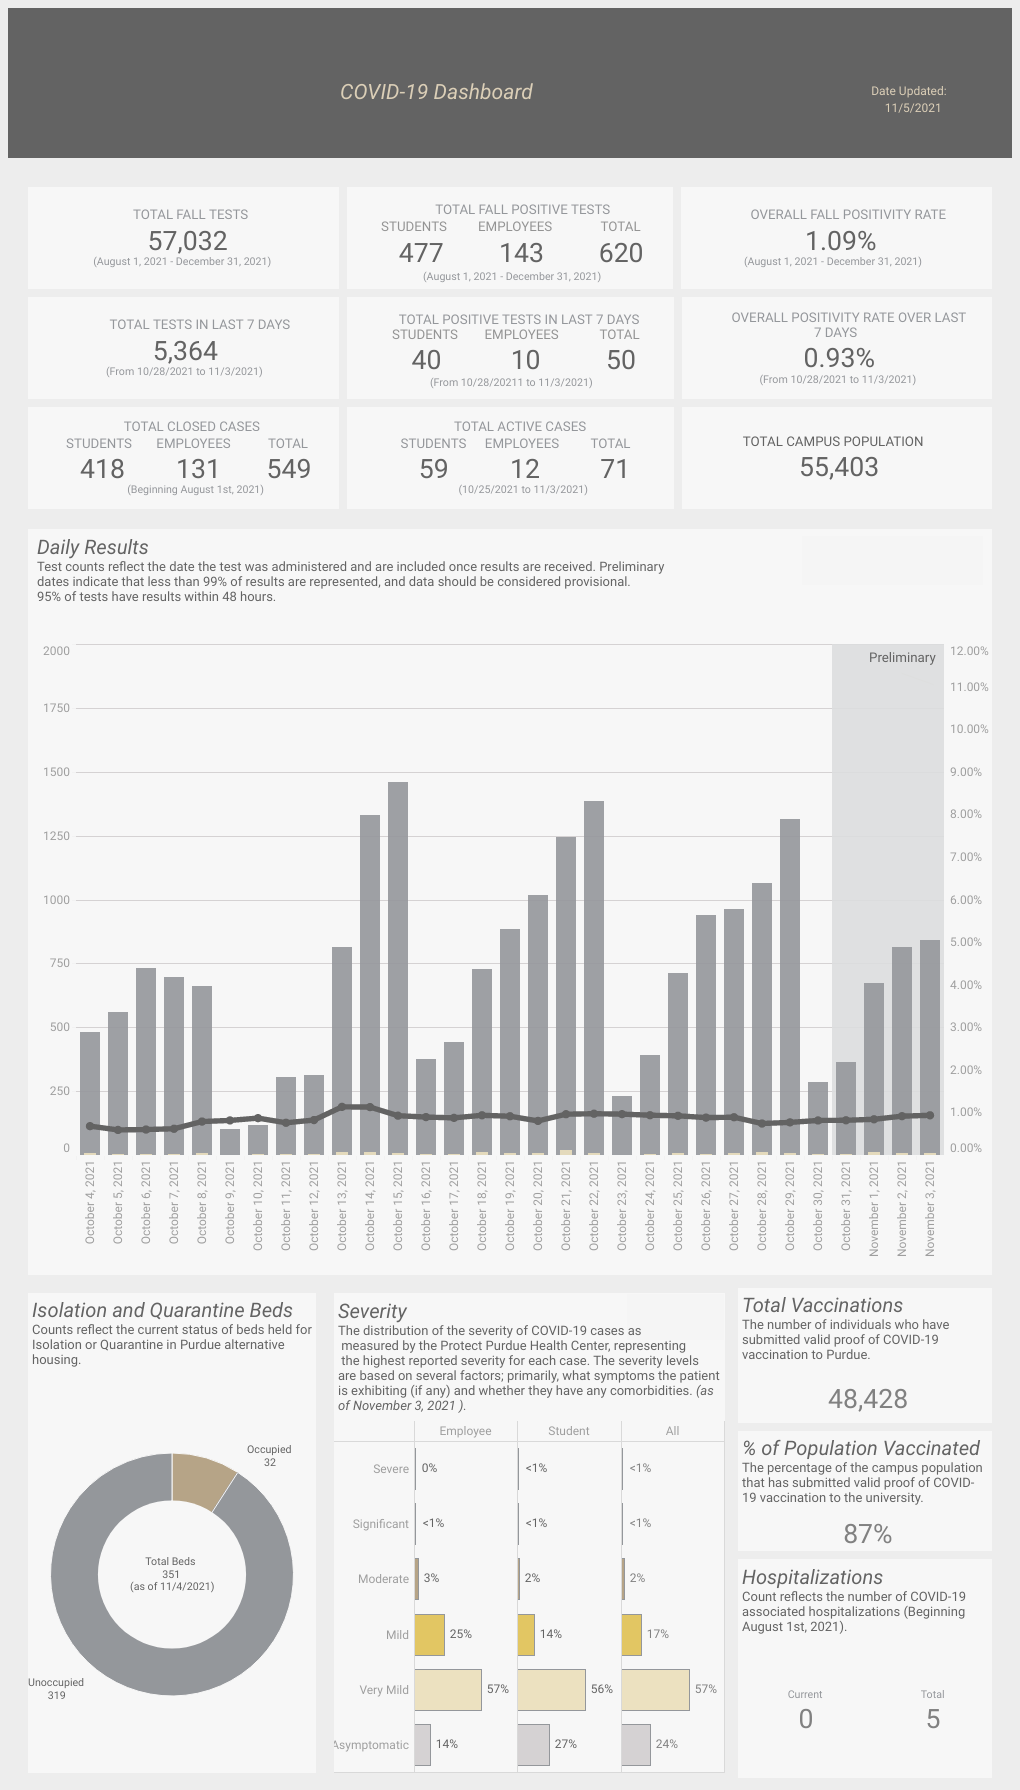 COVID-19 Dashboard
Date Updated:
11/5/2021
TOTAL FALL TESTS
57,032
(August 1, 2021 - December 31, 2021)
TOTAL FALL POSITIVE TESTS
STUDENTS EMPLOYEES TOTAL
477 143 620
(August 1, 2021 - December 31, 2021)
OVERALL FALL POSITIVITY RATE
1.09%
(August 1, 2021 - December 31, 2021)
TOTAL TESTS IN LAST 7 DAYS
5,364
(From 10/28/2021 to 11/3/2021)
TOTAL POSITIVE TESTS IN LAST 7 DAYS
STUDENTS EMPLOYEES TOTAL
40 10 50
(From 10/28/20211 to 11/3/2021)
OVERALL POSITIVITY RATE OVER LAST
7 DAYS
0.93%
(From 10/28/2021 to 11/3/2021)
TOTAL CLOSED CASES
STUDENTS EMPLOYEES TOTAL
418 131 549
(Beginning August 1st, 2021)
TOTAL ACTIVE CASES
STUDENTS EMPLOYEES TOTAL
59 12 71
(10/25/2021 to 11/3/2021)
TOTAL CAMPUS POPULATION
55,403
Daily Results
Test counts reflect the date the test was administered and are included once results are received. Preliminary
dates indicate that less than 99% of results are represented, and data should be considered provisional.
95% of tests have results within 48 hours.
Preliminary
2000
1750
1500
1250
1000
750
500
250
0
12.00%
11.00%
10.00%
9.00%
8.00%
7.00%
6.00%
5.00%
4.00%
3.00%
2.00%
1.00%
0.00%
October 4, 2021
October 5, 2021
October 6, 2021
October 7, 2021
October 8, 2021
October 9, 2021
October 10, 2021
October 11, 2021
October 12, 2021
October 13, 2021
October 14, 2021
October 15, 2021
October 16, 2021
October 17, 2021
October 18, 2021
October 19, 2021
October 20, 2021
October 21, 2021
October 22, 2021
October 23, 2021
October 24, 2021
October 25, 2021
October 26, 2021
October 27, 2021
October 28, 2021
October 29, 2021
October 30, 2021
October 31, 2021
November 1, 2021
November 2, 2021
November 3, 2021
Isolation and Quarantine Beds
Counts reflect the current status of beds held for
Isolation or Quarantine in Purdue alternative
housing.
Occupied
32
Total Beds
351
(as of 11/4/2021)
Unoccupied
319
Severity
The distribution of the severity of COVID-19 cases as
measured by the Protect Purdue Health Center, representing
the highest reported severity for each case. The severity levels
are based on several factors; primarily, what symptoms the patient
is exhibiting (if any) and whether they have any comorbidities. (as
of November 3, 2021 ).
Employee Student All
Severe 0% <1% <1%
Significant <1% <1% <1%
Moderate 3% 2% 2%
Mild 25% 14% 17%
Very Mild 57% 56% 57%
Asymptomatic 14% 27% 24%
Total Vaccinations
The number of individuals who have
submitted valid proof of COVID-19
vaccination to Purdue.
48,428
% of Population Vaccinated
The percentage of the campus population
that has submitted valid proof of COVID-
19 vaccination to the university.
87%
Hospitalizations
Count reflects the number of COVID-19
associated hospitalizations (Beginning
August 1st, 2021).
Current Total
0 5